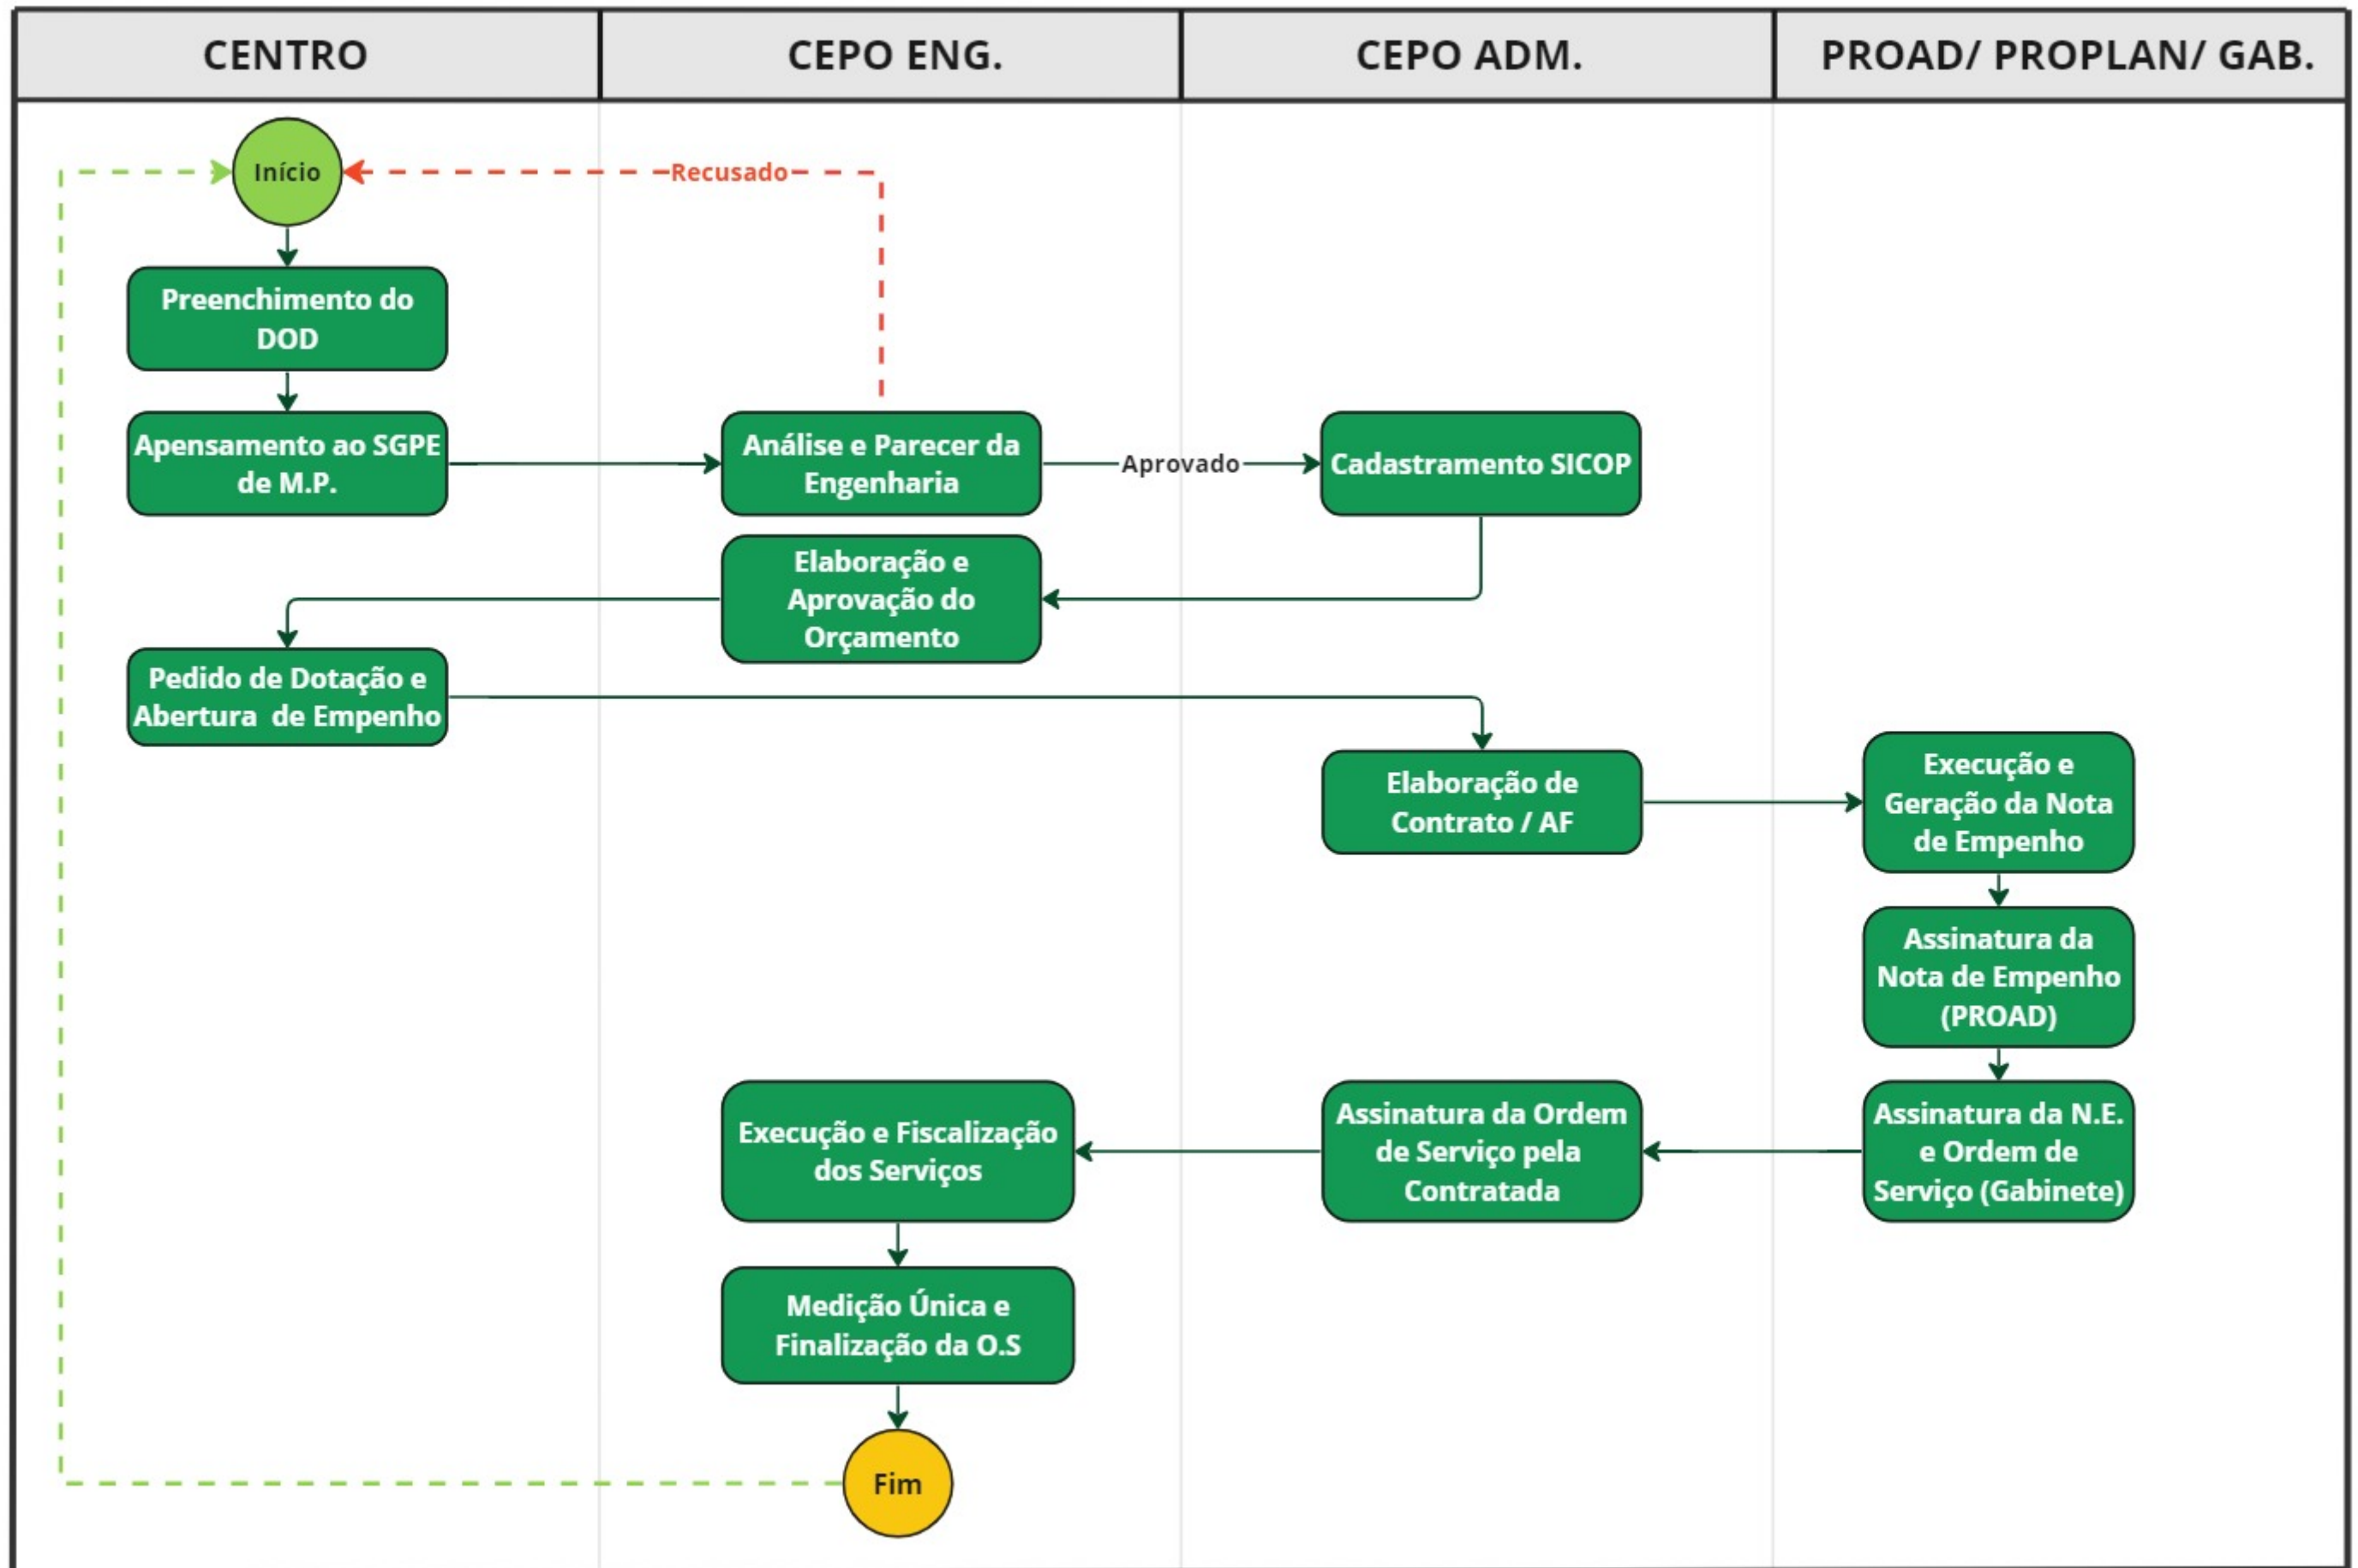 CENTRO
CEPO ENG.
CEPO ADM.
PROAD/ PROPLAN/ GAB.
Início
Recusado
Preenchimento do
DOD
Apensamento ao SGPE
de M.P.
Análise e Parecer da
Engenharia
Aprovado
Cadastramento SICOP
Elaboração e
Aprovação do
Orçamento
Pedido de Dotação e
Abertura  de Empenho
Elaboração de
Contrato / AF
Execução e
Geração da Nota
de Empenho
Assinatura da
Nota de Empenho
(PROAD)
Assinatura da N.E.
e Ordem de
Serviço (Gabinete)
Assinatura da Ordem
de Serviço pela
Contratada
Execução e Fiscalização
dos Serviços
Medição Única e
Finalização da O.S
Fim